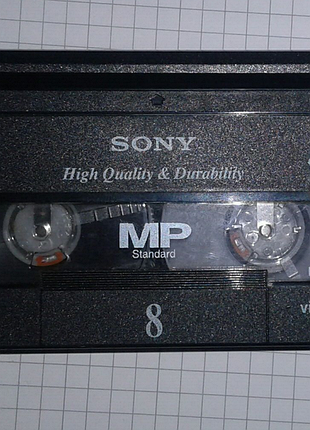 SONY
High Quality & Durability
MP
Standard
8